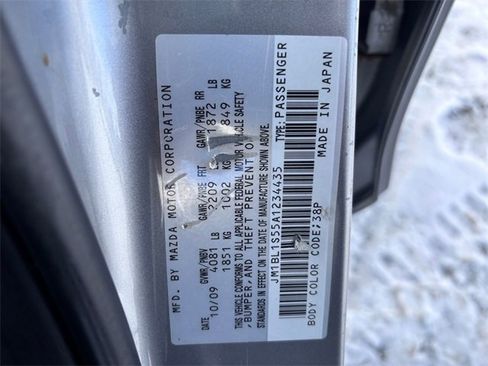 MFD. BY MAZDA MOTOR CORPORATION
DATE GVWR/PNBV GAWR/PNBE FRT GAWR/PNBE RR
10/09 4081 LB 2209 LB 1872 LB
1851 KG 1002 KG 849 KG
THIS VEHICLE CONFORMS TO ALL APPLICABLE FEDERAL MOTOR VEHICLE SAFETY
, BUMPER, AND THEFT PREVENTION
STANDARDS IN EFFECT ON THE DATE OF MANUFACTURE SHOWN ABOVE.
JM1BL1S55A1234435 TYPE: PASSENGER
BODY COLOR CODE;38P MADE IN JAPAN